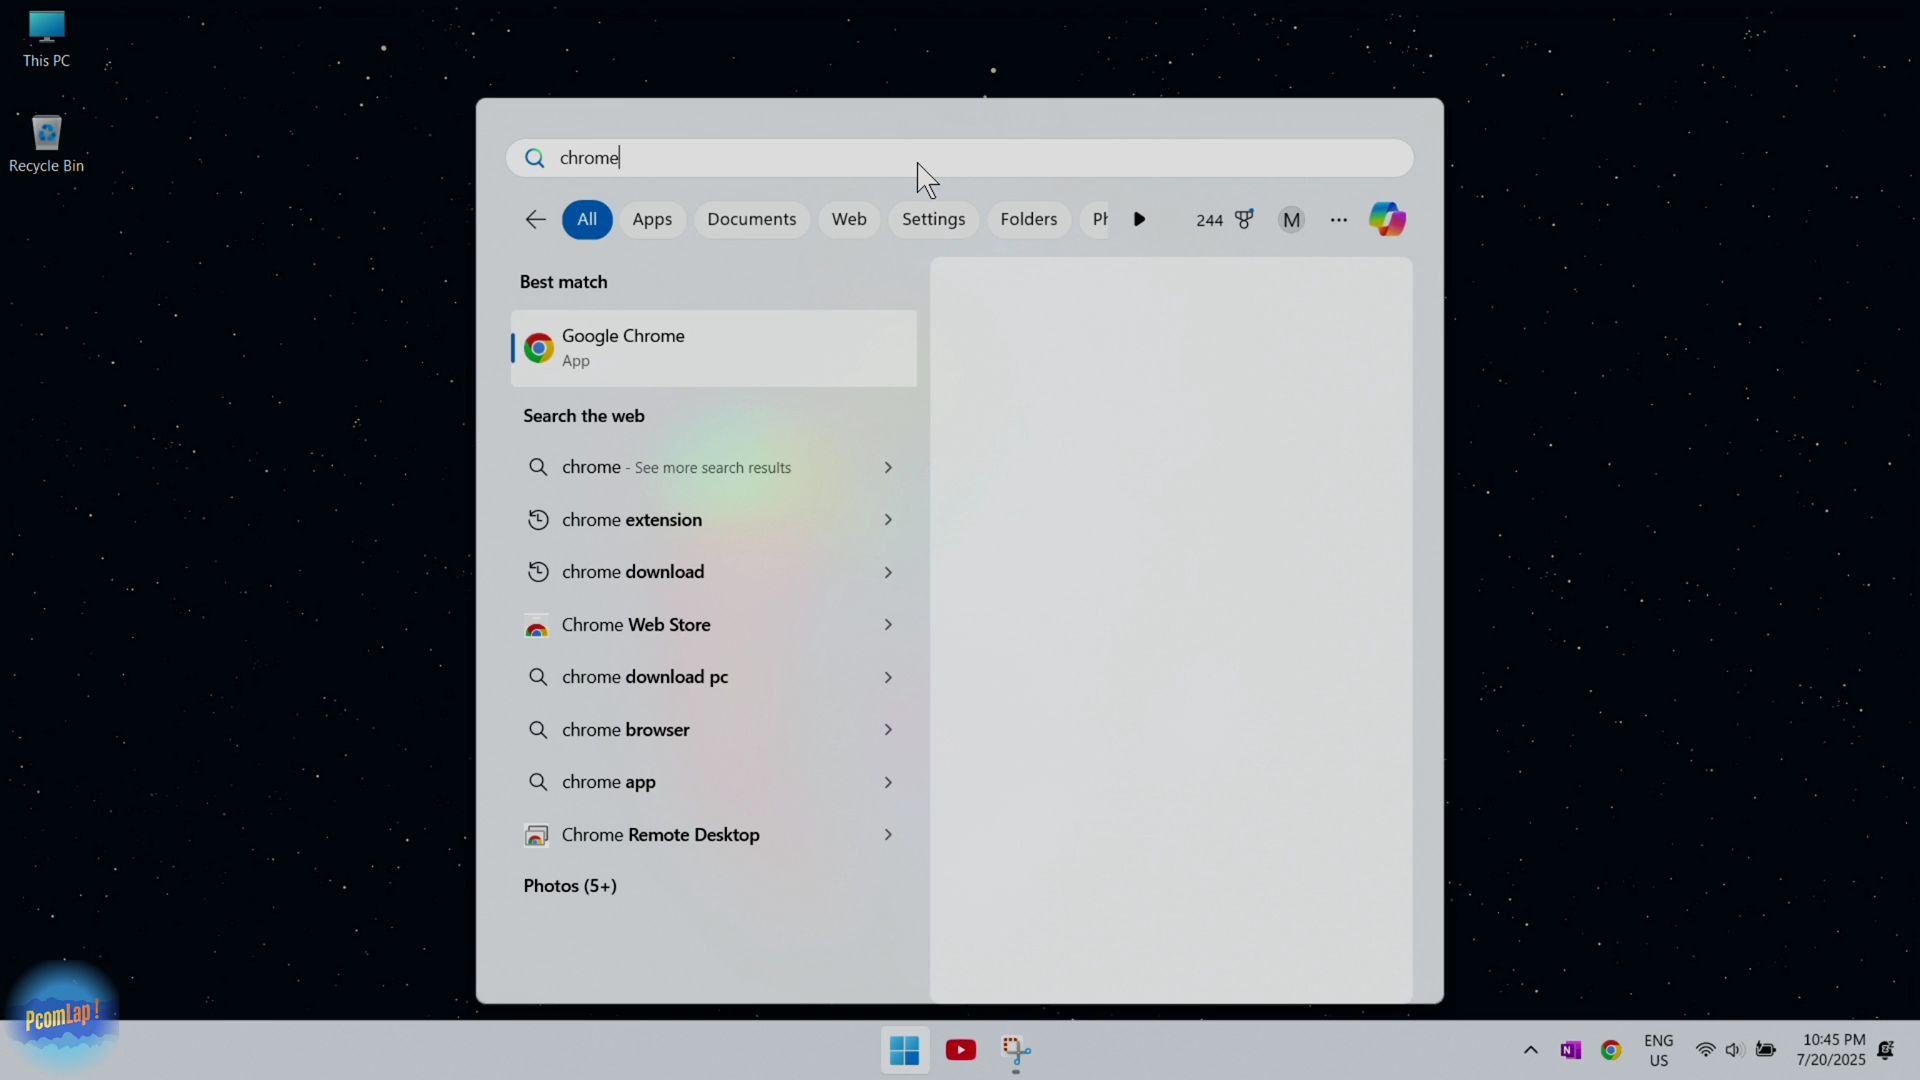 This PC
Recycle Bin
chrome
All Apps Documents Web Settings Folders Ph 244 M
Best match
Google Chrome
App
Search the web
chrome - See more search results
chrome extension
chrome download
Chrome Web Store
chrome download pc
chrome browser
chrome app
Chrome Remote Desktop
Photos (5+)
PcomLap !
N
ENG
US
10:45 PM
7/20/2025